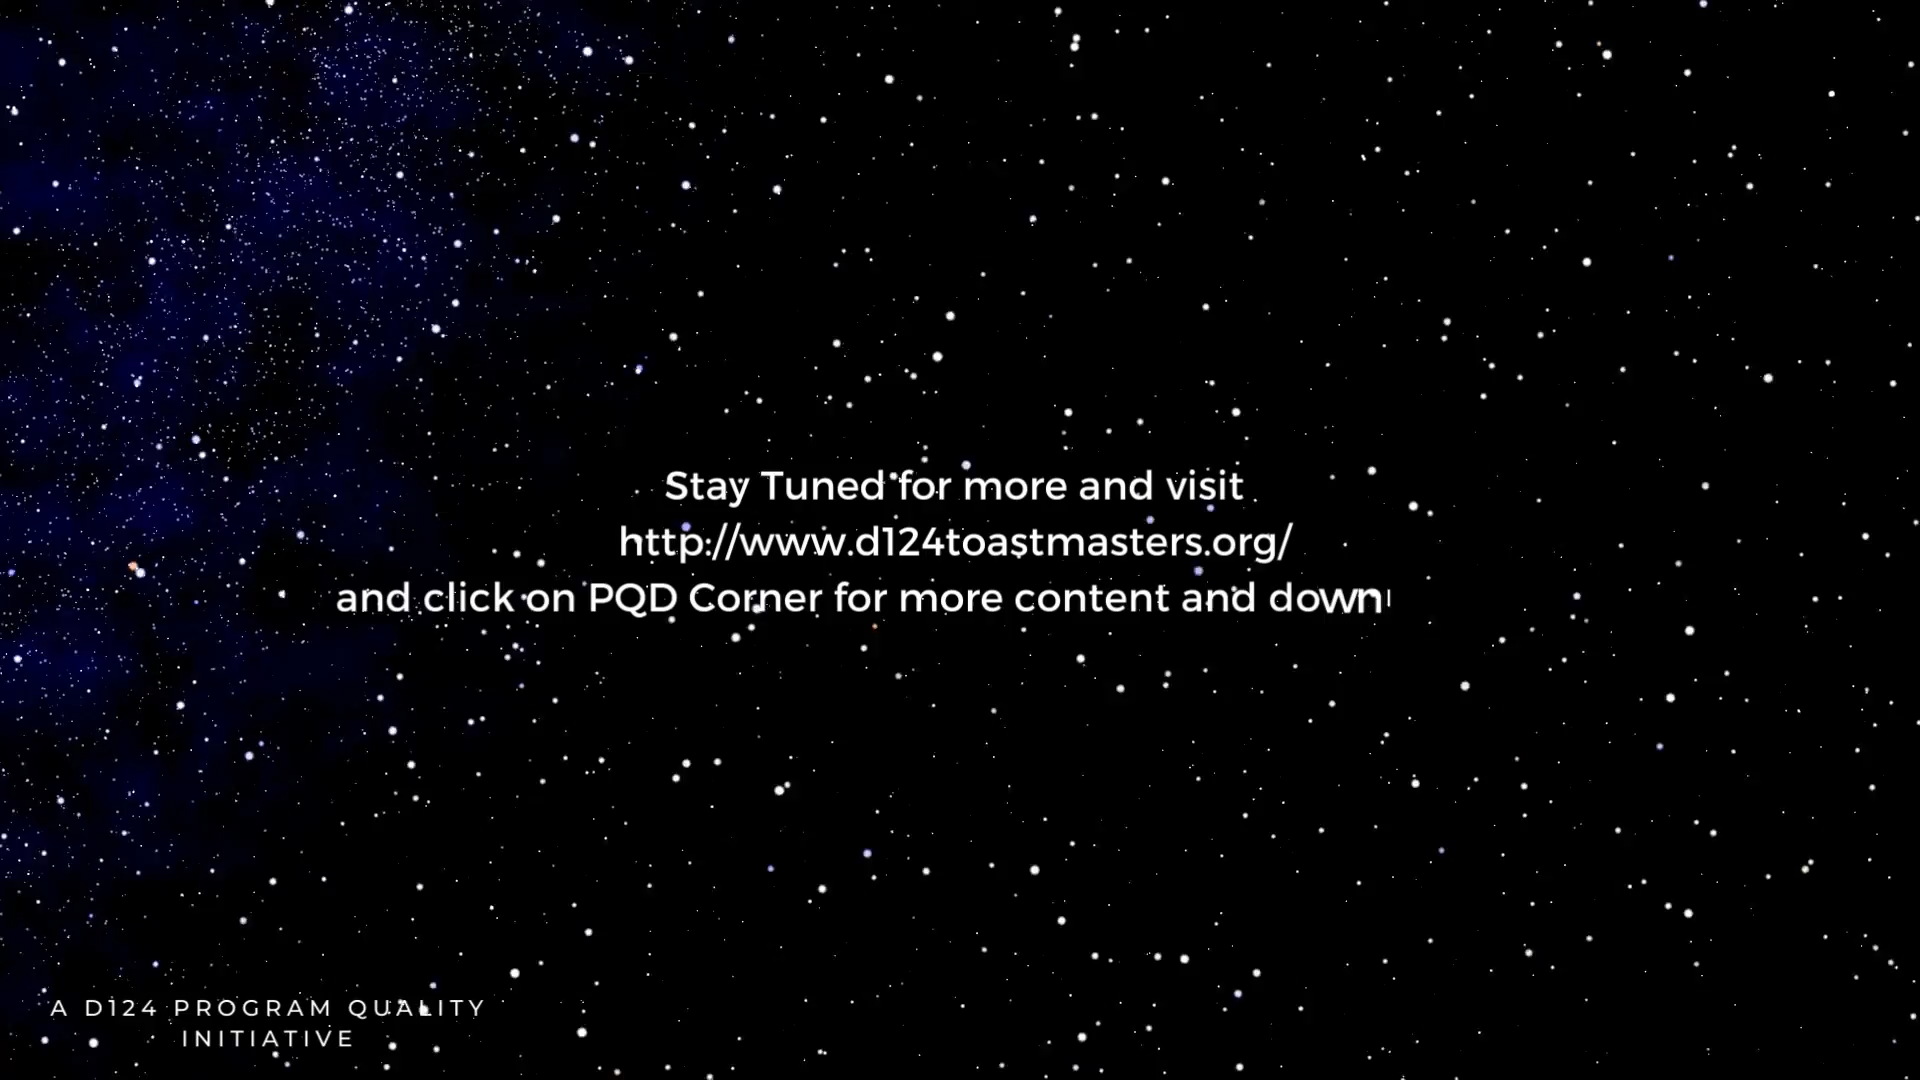 Stay Tuned for more and visit
http://www.d124toastmasters.org/
and click on PQD Corner for more content and down
A D124 PROGRAM QUALITY
INITIATIVE